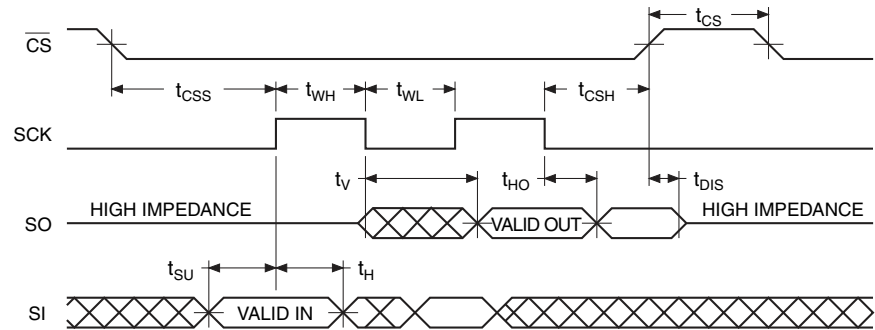 t_CS
C̅S̅
t_CSS t_WH t_WL t_CSH
SCK
t_V t_HO t_DIS
HIGH IMPEDANCE VALID OUT HIGH IMPEDANCE
SO
t_SU t_H
SI VALID IN